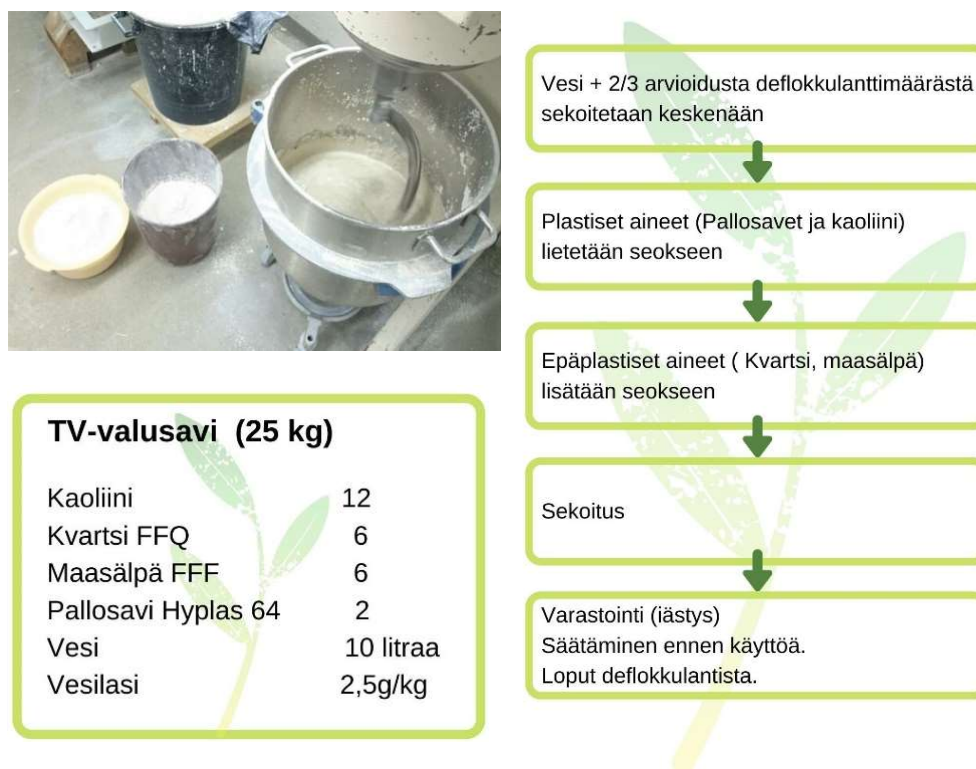 Vesi + 2/3 arvioidusta deflokkulanttimäärästä
sekoitetaan keskenään
Plastiset aineet (Pallosavet ja kaoliini)
lietetään seokseen
Epäplastiset aineet ( Kvartsi, maasälpä)
lisätään seokseen
Sekoitus
Varastointi (iästys)
Säätäminen ennen käyttöä.
Loput deflokkulantista.
TV-valusavi (25 kg)
Kaoliini 12
Kvartsi FFQ 6
Maasälpä FFF 6
Pallosavi Hyplas 64 2
Vesi 10 litraa
Vesilasi 2,5g/kg